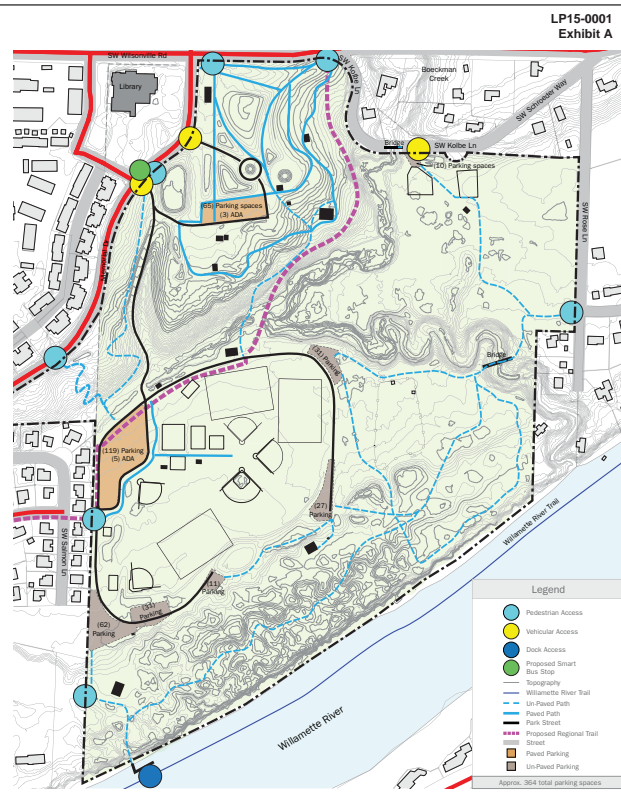 LP15-0001
Exhibit A
SW Wilsonville Rd
Library
SW Kolbe Ln
Boeckman
Creek
SW Schroeder Way
Bridge
SW Kolbe Ln
(10) Parking spaces
(65) Parking spaces
(3) ADA
SW Rose Ln
Bridge
(31) Parking
(119) Parking
(5) ADA
(27)
Parking
SW Salmon Ln
(11)
Parking
(33)
Parking
(62)
Parking
Willamette River Trail
Willamette River
Legend
Pedestrian Access
Vehicular Access
Dock Access
Proposed Smart
Bus Stop
Topography
Willamette River Trail
Un-Paved Path
Paved Path
Park Street
Proposed Regional Trail
Street
Paved Parking
Un-Paved Parking
Approx. 364 total parking spaces